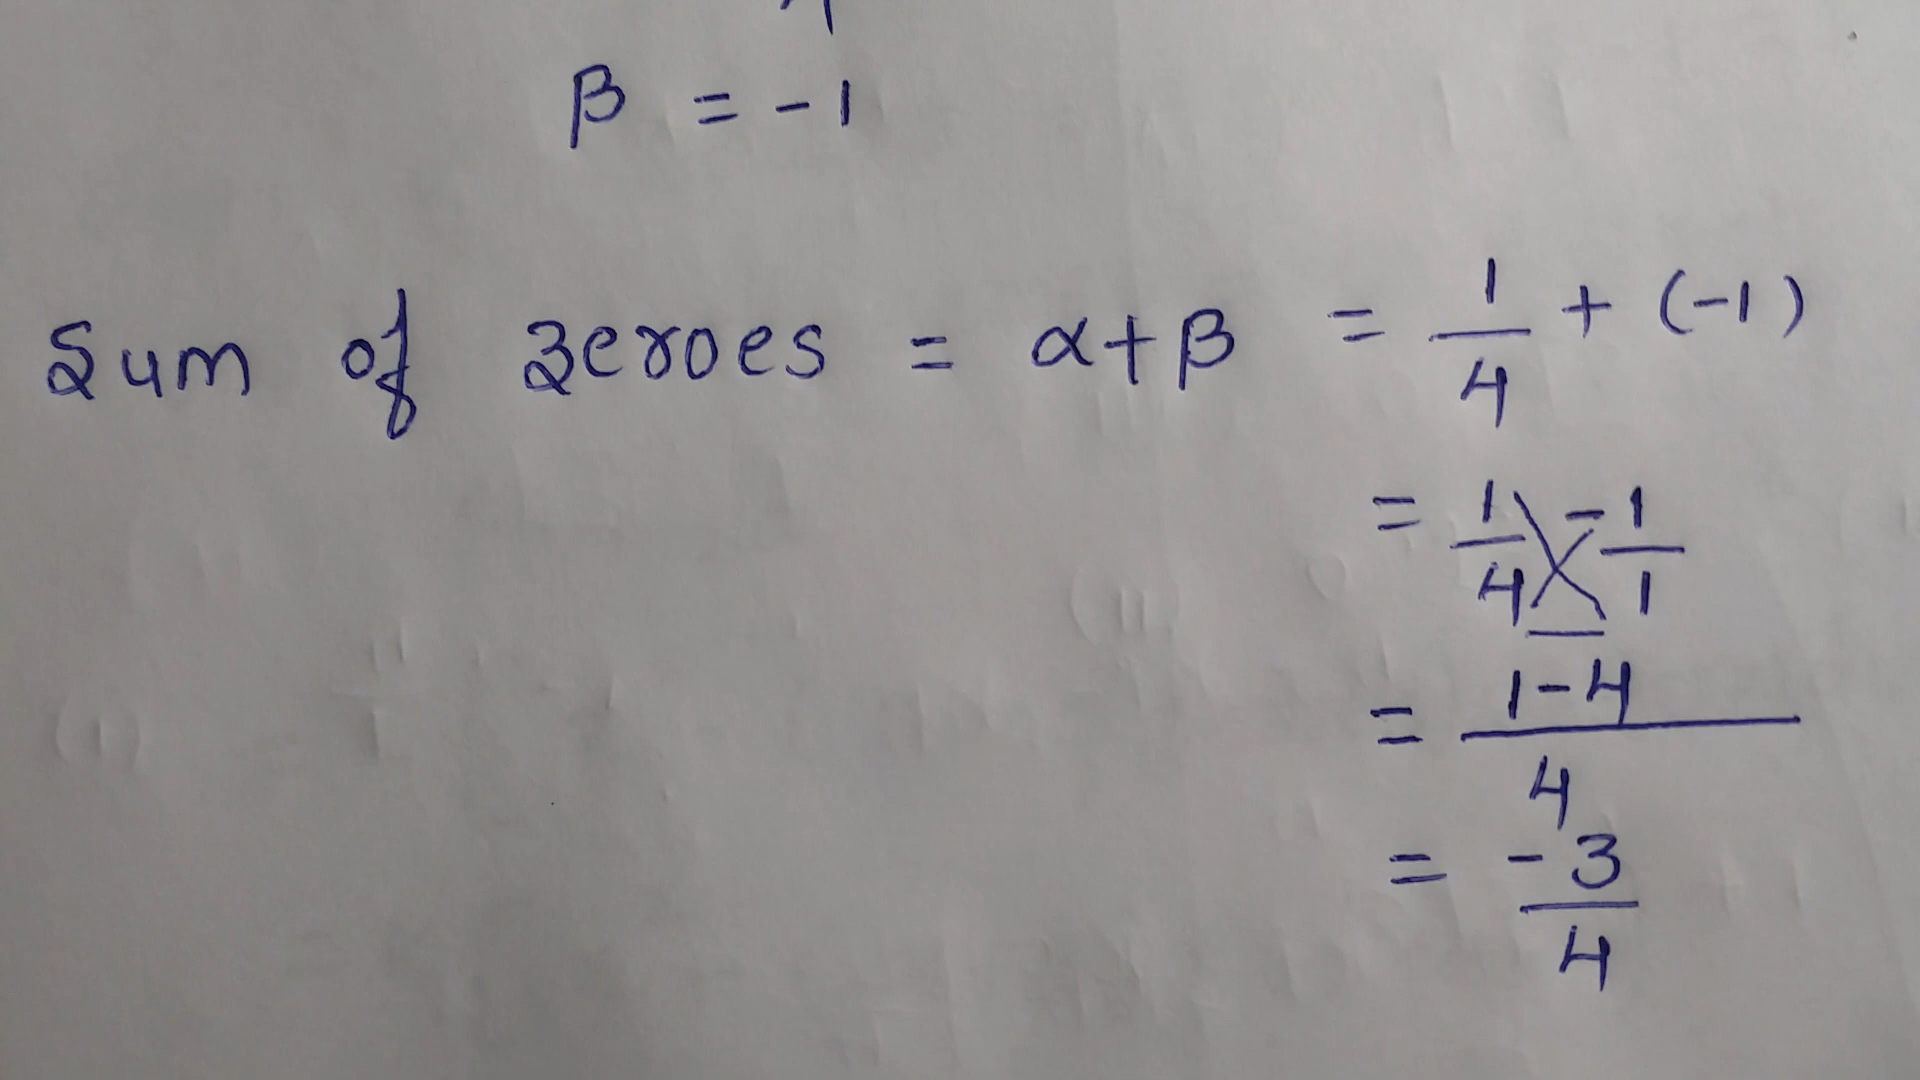 β = -1
Sum of zeroes = α+β = 1/4 + (-1)
= 1/4 - 1/1
= 1-4/4
= -3/4